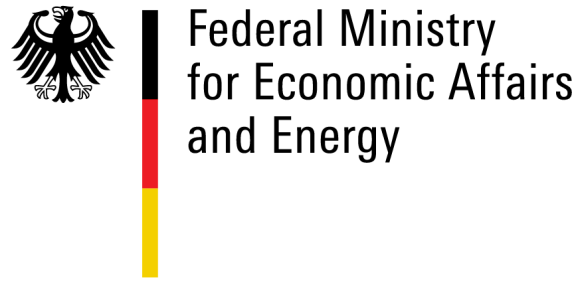 Federal Ministry
for Economic Affairs
and Energy